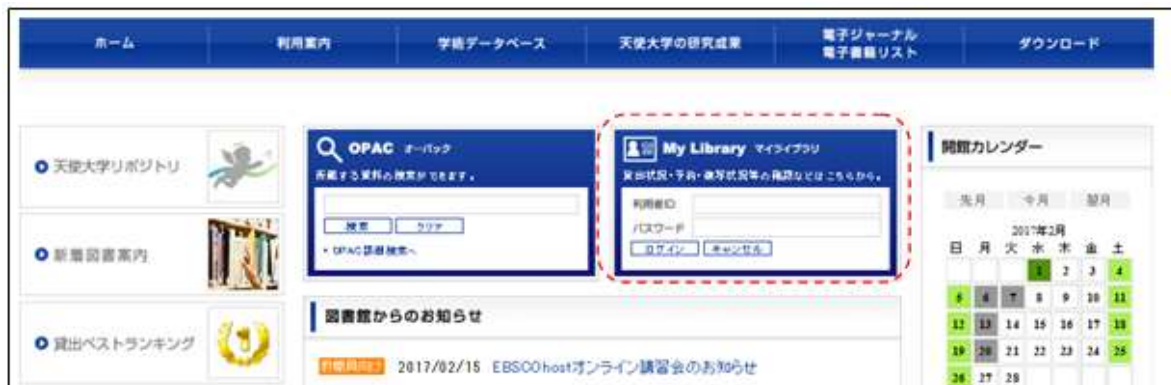 ホーム
利用案内
学術データベース
天使大学の研究成果
電子ジャーナル
電子書籍リスト
ダウンロード
天使大学リポジトリ
新着図書案内
貸出ベストランキング
OPAC オーパック
所蔵する資料の検索ができます。
検索 クリア
OPAC詳細検索へ
My Library マイライブラリ
貸出状況・予約・複写状況等の確認などはこちらから。
利用者ID
パスワード
ログイン キャンセル
図書館からのお知らせ
2017/02/15 EBSCOhostオンライン講習会のお知らせ
開館カレンダー
先月 今月 翌月
2017年2月
日 月 火 水 木 金 土
1 2 3 4
5 6 7 8 9 10 11
12 13 14 15 16 17 18
19 20 21 22 23 24 25
26 27 28